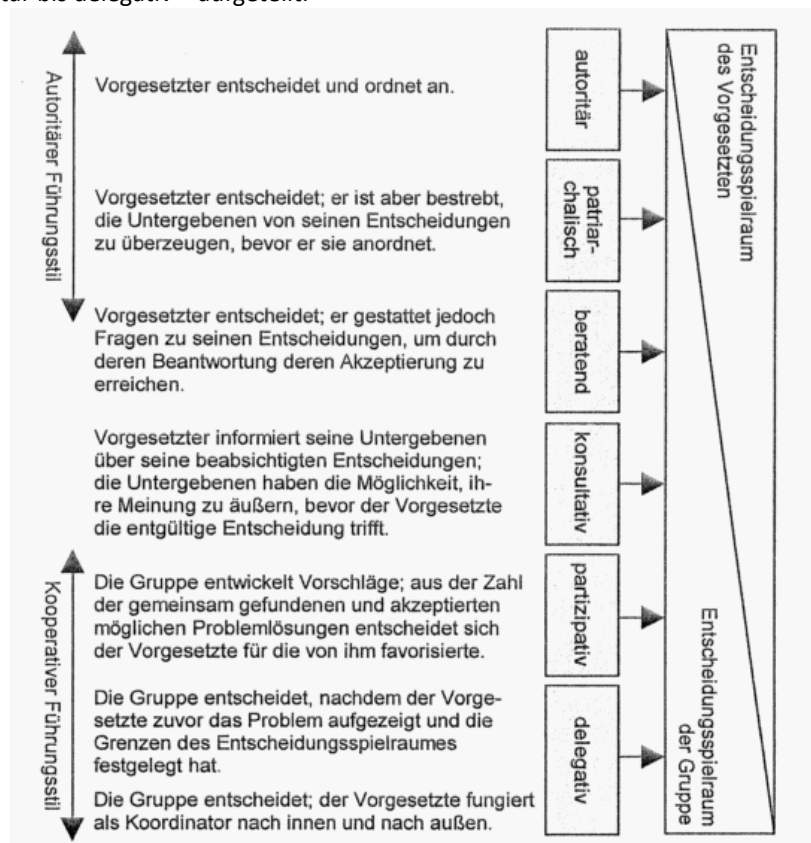 autoritär
Vorgesetzter entscheidet und ordnet an.
patriar-
chalisch
Vorgesetzter entscheidet; er ist aber bestrebt,
die Untergebenen von seinen Entscheidungen
zu überzeugen, bevor er sie anordnet.
beratend
Vorgesetzter entscheidet; er gestattet jedoch
Fragen zu seinen Entscheidungen, um durch
deren Beantwortung deren Akzeptierung zu
erreichen.
konsultativ
Vorgesetzter informiert seine Untergebenen
über seine beabsichtigten Entscheidungen;
die Untergebenen haben die Möglichkeit, ih-
re Meinung zu äußern, bevor der Vorgesetzte
die entgültige Entscheidung trifft.
partizipativ
Die Gruppe entwickelt Vorschläge; aus der Zahl
der gemeinsam gefundenen und akzeptierten
möglichen Problemlösungen entscheidet sich
der Vorgesetzte für die von ihm favorisierte.
delegativ
Die Gruppe entscheidet, nachdem der Vorge-
setzte zuvor das Problem aufgezeigt und die
Grenzen des Entscheidungsspielraumes
festgelegt hat.
Die Gruppe entscheidet; der Vorgesetzte fungiert
als Koordinator nach innen und nach außen.
Autoritärer Führungsstil
Kooperativer Führungsstil
Entscheidungsspielraum
des Vorgesetzten
Entscheidungsspielraum
der Gruppe